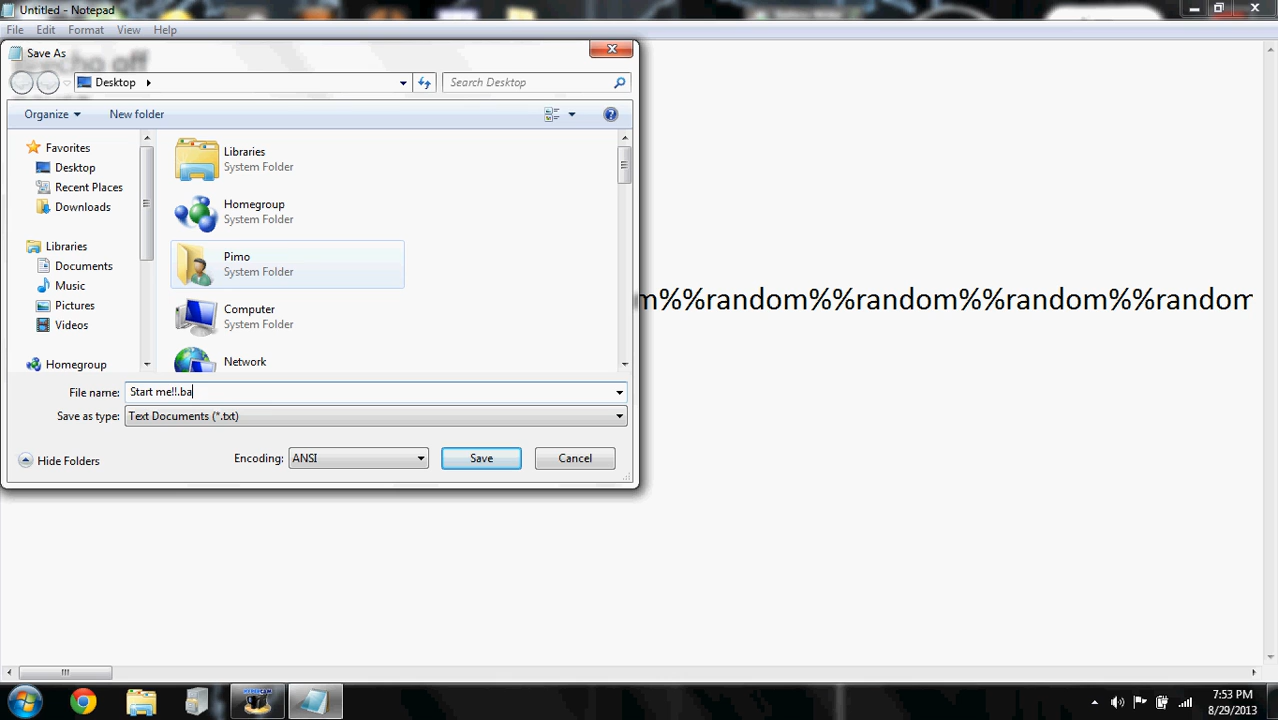 Untitled - Notepad
File Edit Format View Help
@echo off
Save As
Desktop
Search Desktop
Organize New folder
Favorites
Desktop
Recent Places
Downloads
Libraries
Documents
Music
Pictures
Videos
Homegroup
Libraries
System Folder
Homegroup
System Folder
Pimo
System Folder
Computer
System Folder
Network
m%%random%%random%%random%%random
File name: Start me!!.ba
Save as type: Text Documents (*.txt)
Hide Folders
Encoding: ANSI Save Cancel
7:53 PM
8/29/2013